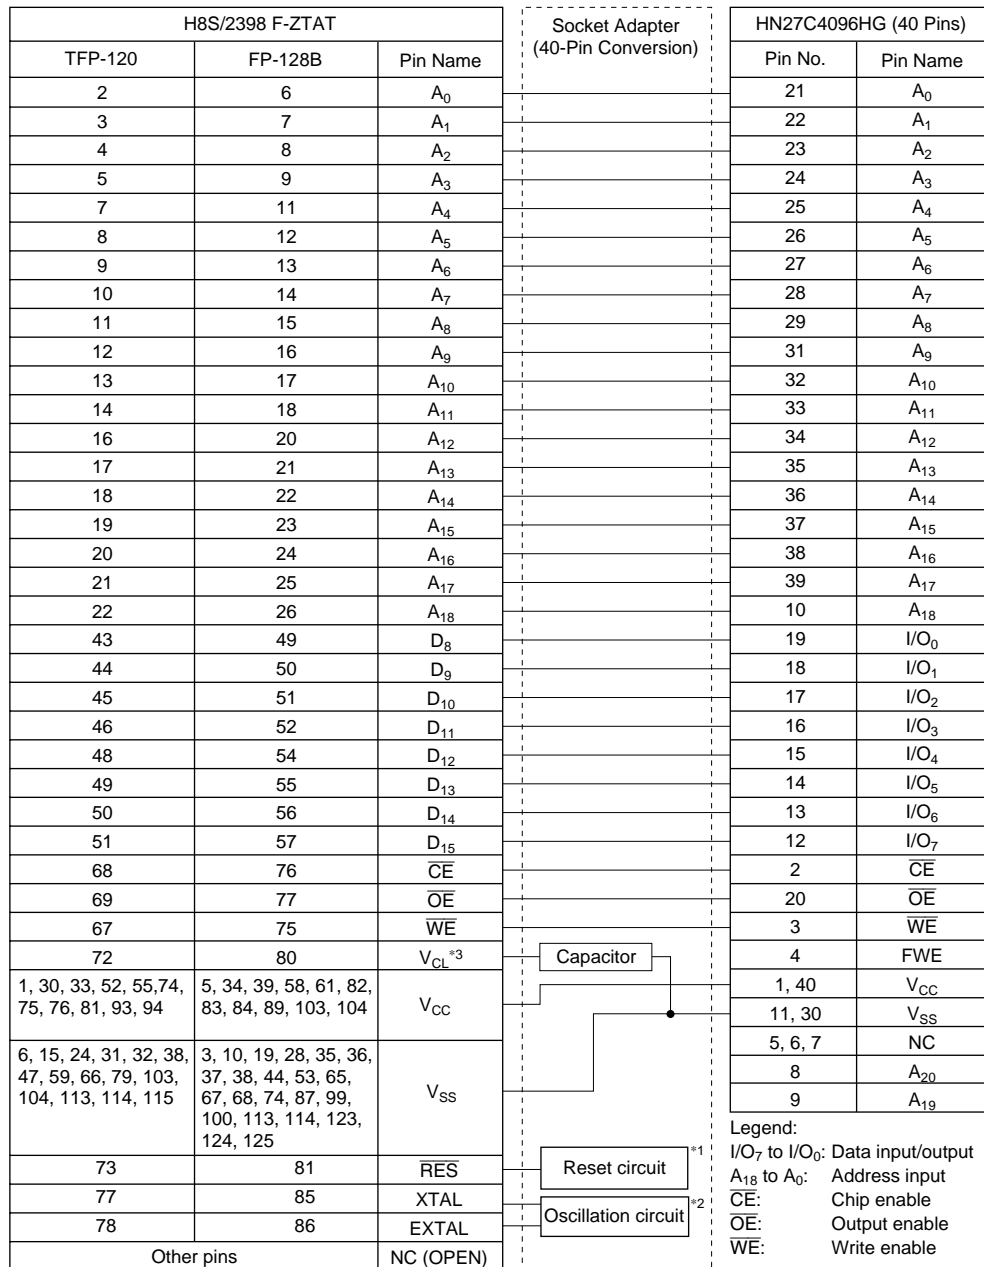 H8S/2398 F-ZTAT
TFP-120 FP-128B Pin Name
2 6 A0
3 7 A1
4 8 A2
5 9 A3
7 11 A4
8 12 A5
9 13 A6
10 14 A7
11 15 A8
12 16 A9
13 17 A10
14 18 A11
16 20 A12
17 21 A13
18 22 A14
19 23 A15
20 24 A16
21 25 A17
22 26 A18
43 49 D8
44 50 D9
45 51 D10
46 52 D11
48 54 D12
49 55 D13
50 56 D14
51 57 D15
68 76 C̅E̅
69 77 O̅E̅
67 75 W̅E̅
72 80 VCL*3
1, 30, 33, 52, 55,74,
75, 76, 81, 93, 94
5, 34, 39, 58, 61, 82,
83, 84, 89, 103, 104
VCC
6, 15, 24, 31, 32, 38,
47, 59, 66, 79, 103,
104, 113, 114, 115
3, 10, 19, 28, 35, 36,
37, 38, 44, 53, 65,
67, 68, 74, 87, 99,
100, 113, 114, 123,
124, 125
VSS
73 81 R̅E̅S̅
77 85 XTAL
78 86 EXTAL
Other pins NC (OPEN)
Socket Adapter
(40-Pin Conversion)
Capacitor
Reset circuit *1
Oscillation circuit *2
HN27C4096HG (40 Pins)
Pin No. Pin Name
21 A0
22 A1
23 A2
24 A3
25 A4
26 A5
27 A6
28 A7
29 A8
31 A9
32 A10
33 A11
34 A12
35 A13
36 A14
37 A15
38 A16
39 A17
10 A18
19 I/O0
18 I/O1
17 I/O2
16 I/O3
15 I/O4
14 I/O5
13 I/O6
12 I/O7
2 C̅E̅
20 O̅E̅
3 W̅E̅
4 FWE
1, 40 VCC
11, 30 VSS
5, 6, 7 NC
8 A20
9 A19
Legend:
I/O7 to I/O0: Data input/output
A18 to A0: Address input
C̅E̅: Chip enable
O̅E̅: Output enable
W̅E̅: Write enable